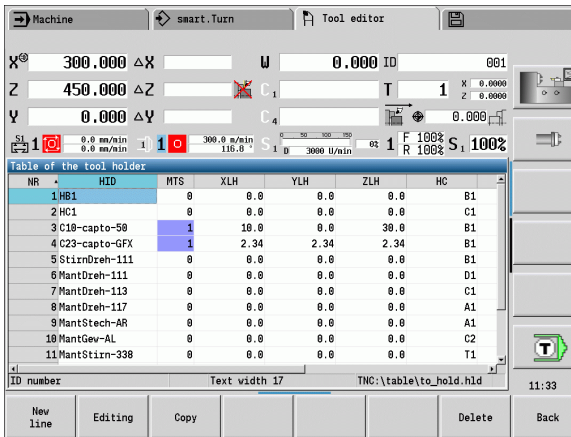 Machine smart.Turn Tool editor
X 300.000 ΔX W 0.000 ID 001
Z 450.000 ΔZ C 1 T 1 X 0.0000 Z 0.0000
Y 0.000 ΔY C 4 0.000
S1 1 0.0 mm/min 0.0 mm/min 1 1 300.0 m/min 116.8 ° S 1 0 50 100 150 D 3000 U/min 0% 1 F 100% R 100% S 1 100%
Table of the tool holder
NR HID MTS XLH YLH ZLH HC
1 HB1 0 0.0 0.0 0.0 B1
2 HC1 0 0.0 0.0 0.0 C1
3 C10-capto-50 1 10.0 0.0 30.0 B1
4 C23-capto-GFX 1 2.34 2.34 2.34 B1
5 StirnDreh-111 0 0.0 0.0 0.0 B1
6 MantDreh-111 0 0.0 0.0 0.0 D1
7 MantDreh-113 0 0.0 0.0 0.0 C1
8 MantDreh-117 0 0.0 0.0 0.0 A1
9 MantStech-AR 0 0.0 0.0 0.0 A1
10 MantGew-AL 0 0.0 0.0 0.0 C2
11 MantStirn-338 0 0.0 0.0 0.0 T1
T
ID number Text width 17 TNC:\table\to_hold.hld
11:33
New line Editing Copy Delete Back